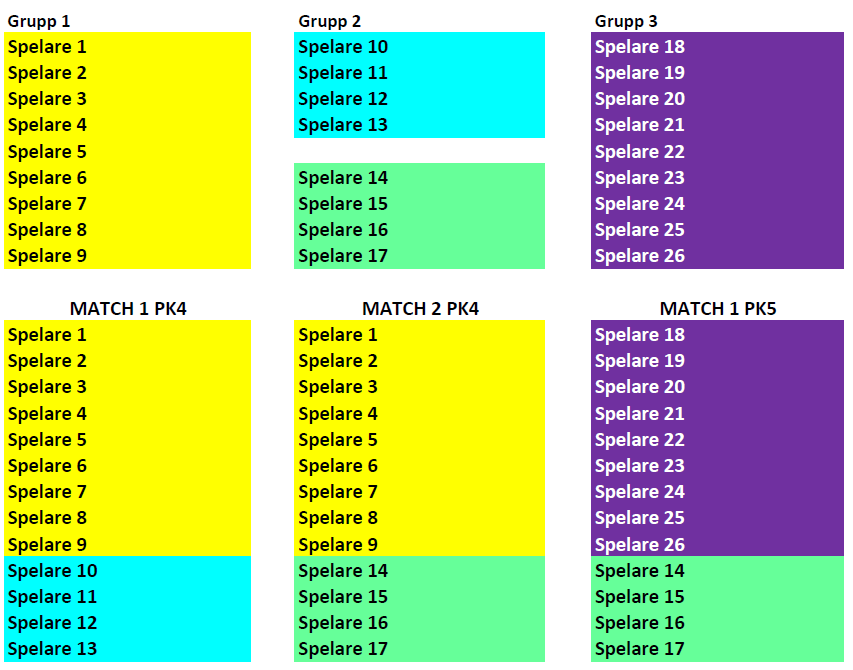 Grupp 1
Spelare 1
Spelare 2
Spelare 3
Spelare 4
Spelare 5
Spelare 6
Spelare 7
Spelare 8
Spelare 9
Grupp 2
Spelare 10
Spelare 11
Spelare 12
Spelare 13
Spelare 14
Spelare 15
Spelare 16
Spelare 17
Grupp 3
Spelare 18
Spelare 19
Spelare 20
Spelare 21
Spelare 22
Spelare 23
Spelare 24
Spelare 25
Spelare 26
MATCH 1 PK4
Spelare 1
Spelare 2
Spelare 3
Spelare 4
Spelare 5
Spelare 6
Spelare 7
Spelare 8
Spelare 9
Spelare 10
Spelare 11
Spelare 12
Spelare 13
MATCH 2 PK4
Spelare 1
Spelare 2
Spelare 3
Spelare 4
Spelare 5
Spelare 6
Spelare 7
Spelare 8
Spelare 9
Spelare 14
Spelare 15
Spelare 16
Spelare 17
MATCH 1 PK5
Spelare 18
Spelare 19
Spelare 20
Spelare 21
Spelare 22
Spelare 23
Spelare 24
Spelare 25
Spelare 26
Spelare 14
Spelare 15
Spelare 16
Spelare 17